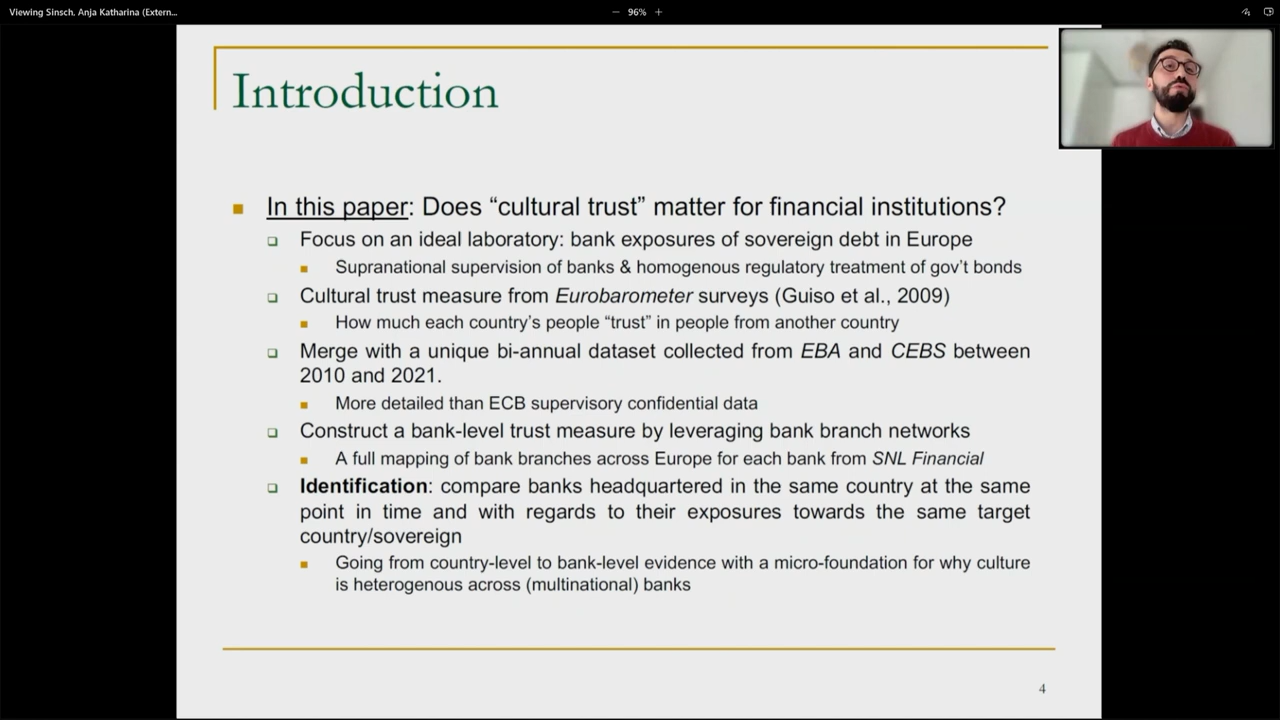 Viewing Sinsch, Anja Katharina (Extern...
− 96% +
Introduction
In this paper: Does “cultural trust” matter for financial institutions?
Focus on an ideal laboratory: bank exposures of sovereign debt in Europe
Supranational supervision of banks & homogenous regulatory treatment of gov’t bonds
Cultural trust measure from Eurobarometer surveys (Guiso et al., 2009)
How much each country’s people “trust” in people from another country
Merge with a unique bi-annual dataset collected from EBA and CEBS between
2010 and 2021.
More detailed than ECB supervisory confidential data
Construct a bank-level trust measure by leveraging bank branch networks
A full mapping of bank branches across Europe for each bank from SNL Financial
Identification: compare banks headquartered in the same country at the same
point in time and with regards to their exposures towards the same target
country/sovereign
Going from country-level to bank-level evidence with a micro-foundation for why culture
is heterogenous across (multinational) banks
4